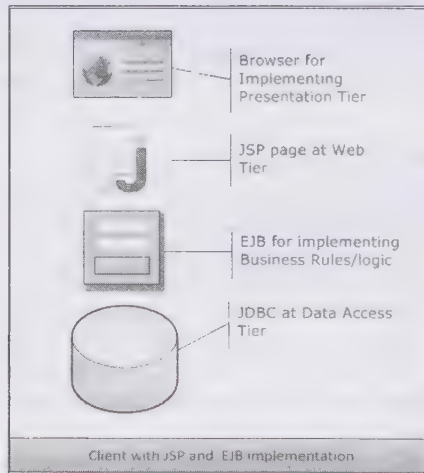 Browser for
Implementing
Presentation Tier
J
JSP page at Web
Tier
EJB for implementing
Business Rules/logic
JDBC at Data Access
Tier
Client with JSP and EJB implementation